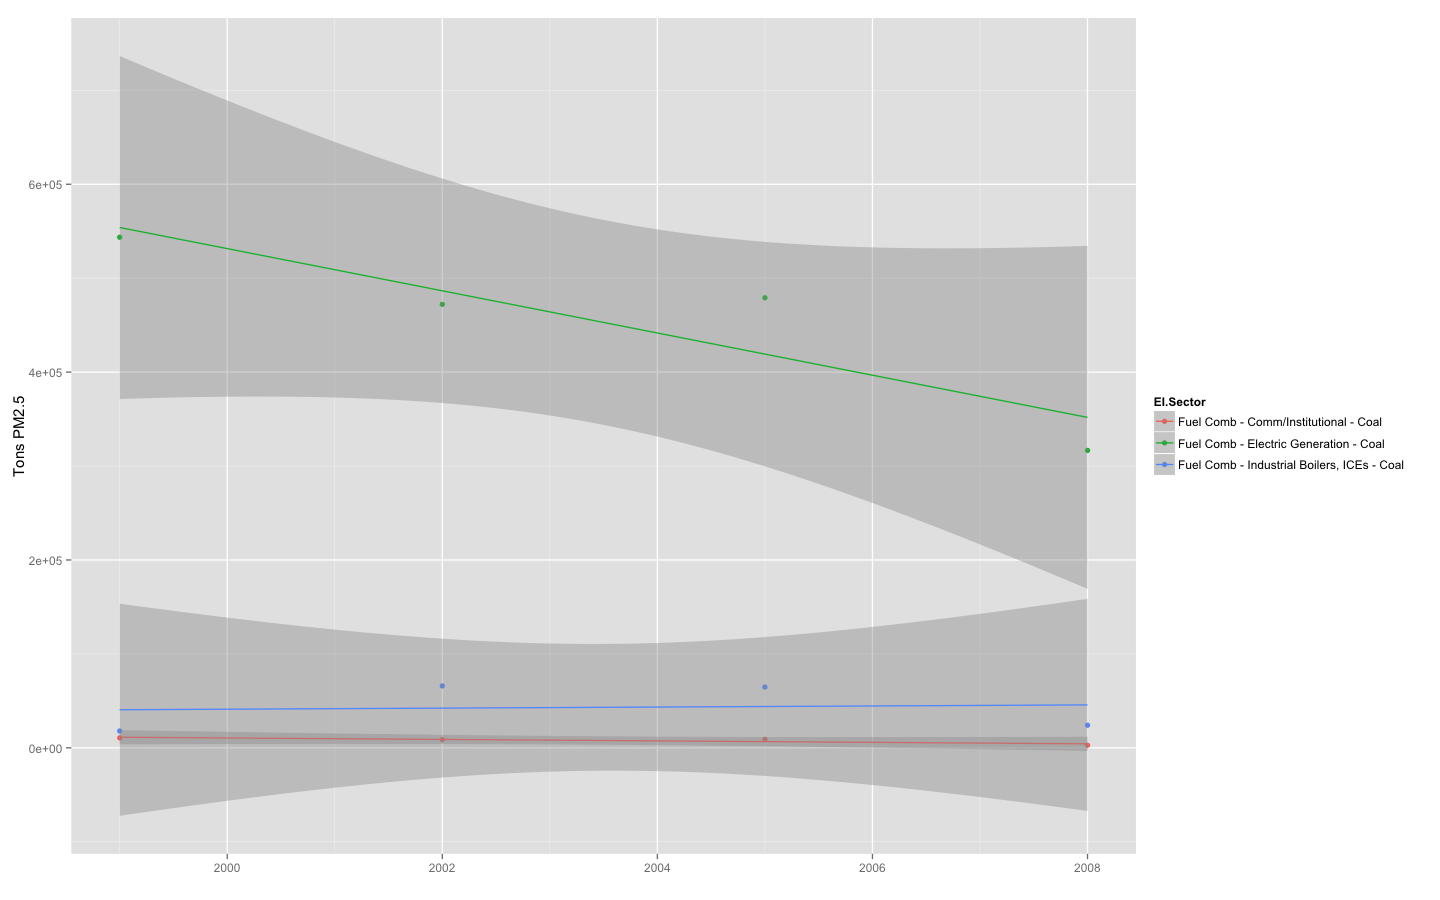 Tons PM2.5
6e+05
4e+05
2e+05
0e+00
2000
2002
2004
2006
2008
EI.Sector
Fuel Comb - Comm/Institutional - Coal
Fuel Comb - Electric Generation - Coal
Fuel Comb - Industrial Boilers, ICEs - Coal